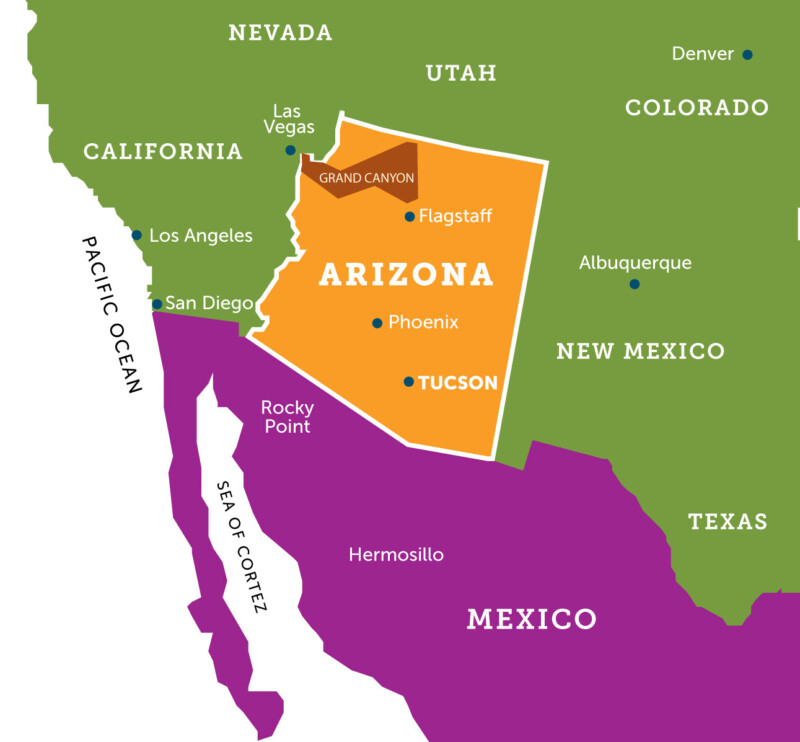 NEVADA
Denver
UTAH
COLORADO
Las
Vegas
CALIFORNIA
GRAND CANYON
Flagstaff
Los Angeles
PACIFIC OCEAN
Albuquerque
ARIZONA
San Diego
Phoenix
NEW MEXICO
TUCSON
Rocky
Point
SEA OF CORTEZ
TEXAS
Hermosillo
MEXICO